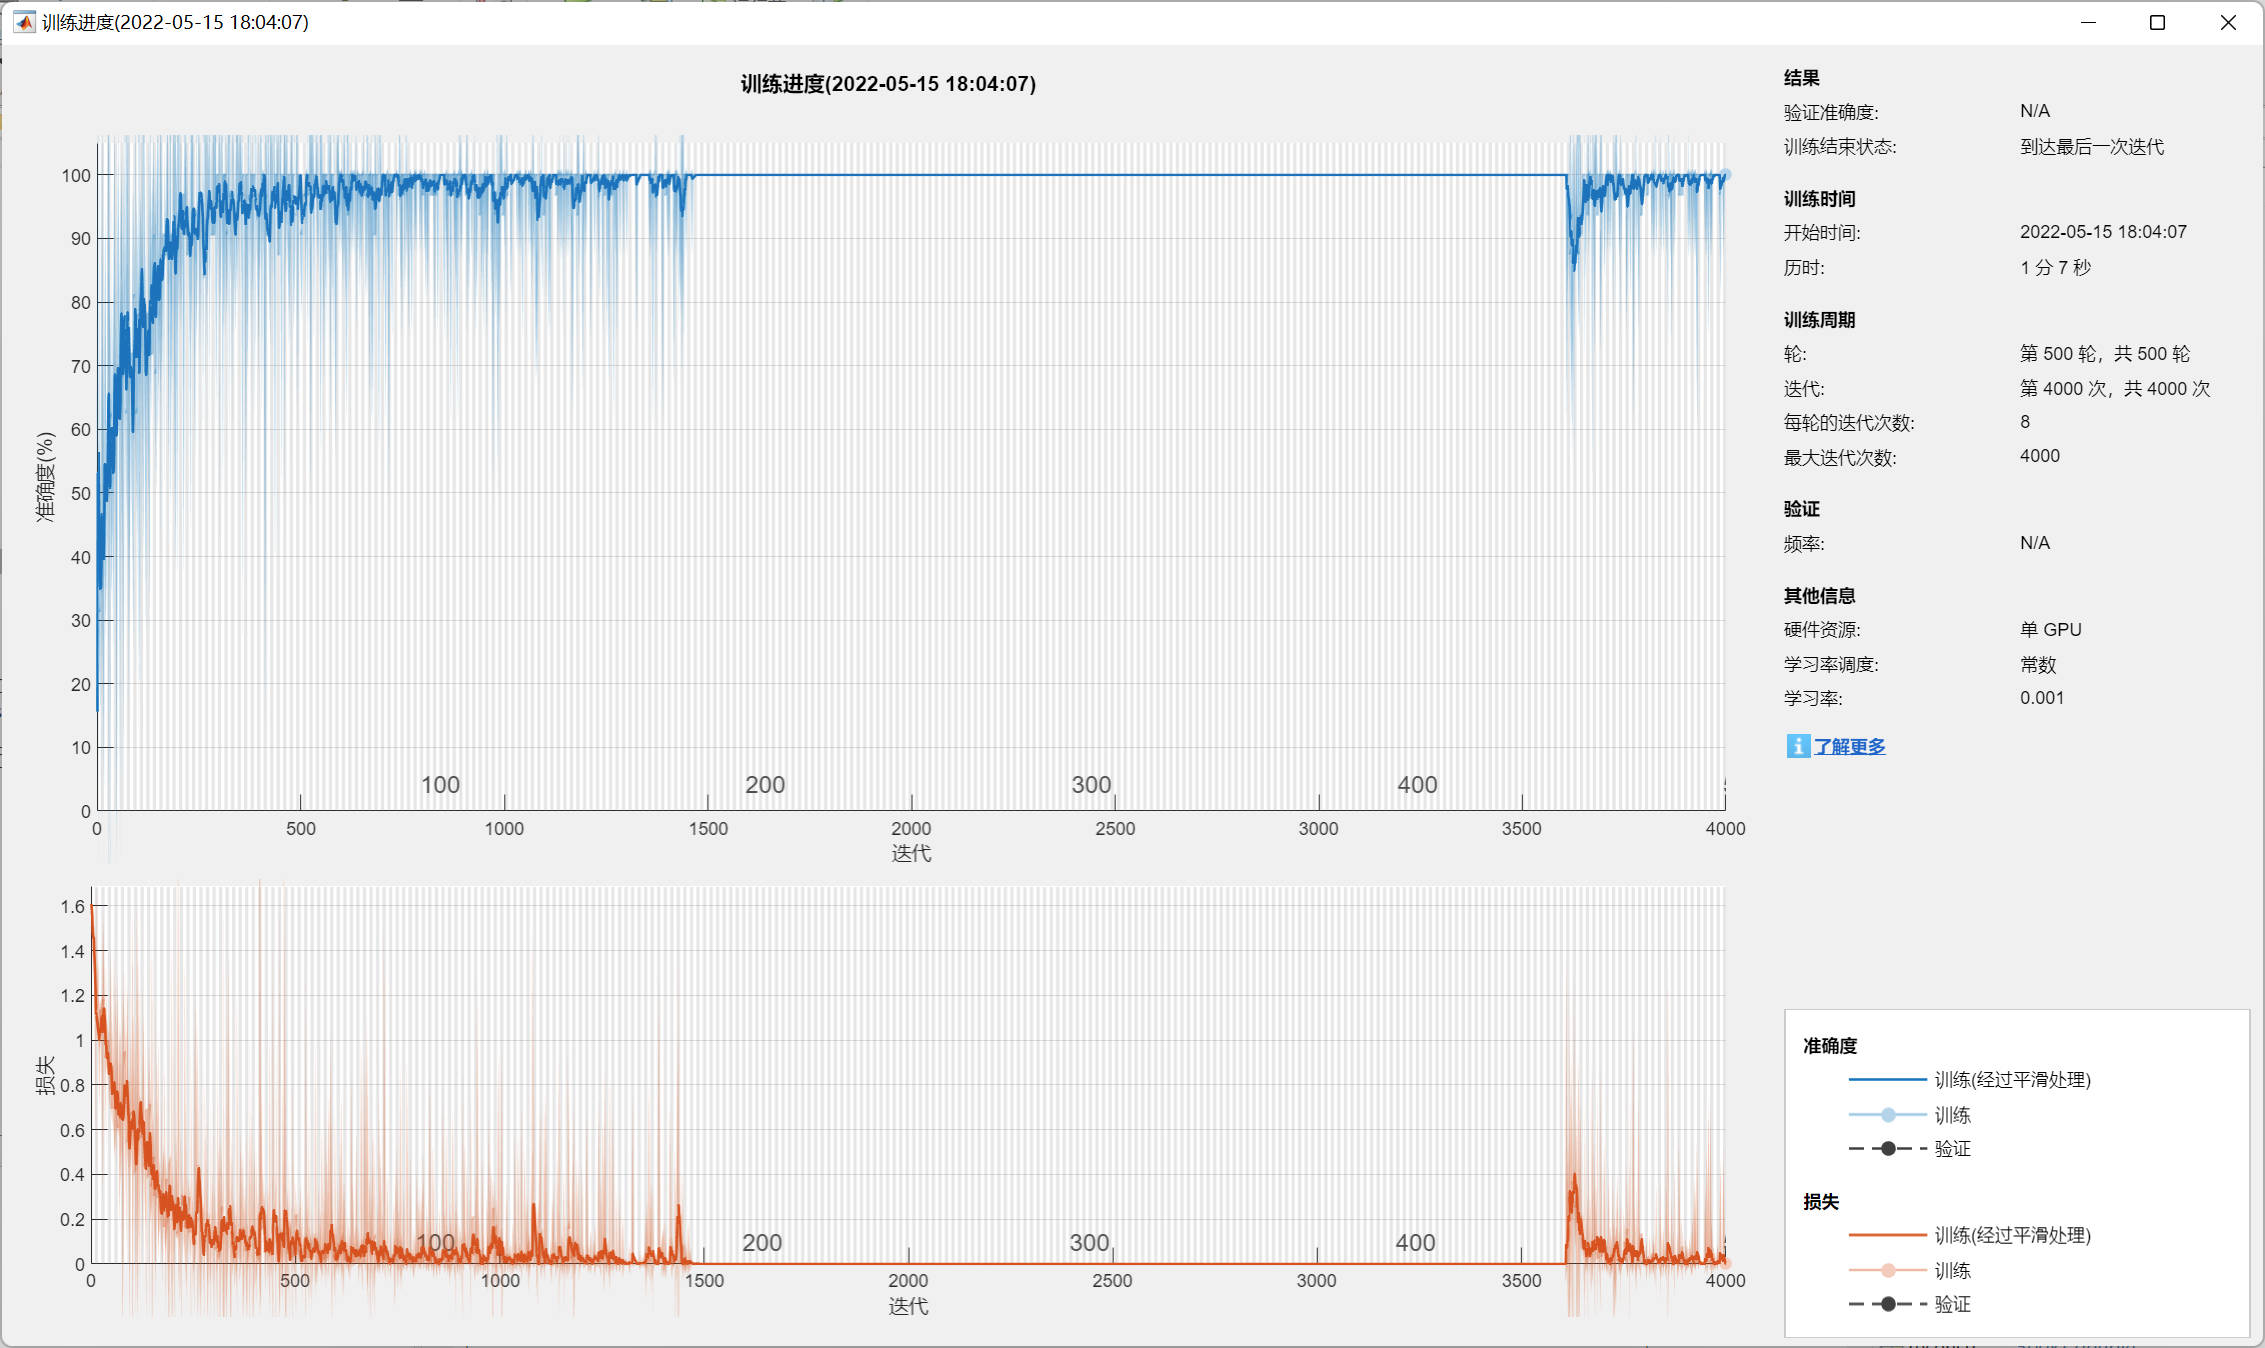 训练进度(2022-05-15 18:04:07)
训练进度(2022-05-15 18:04:07)
准确度(%)
100
90
80
70
60
50
40
30
20
10
0
100 200 300 400
0 500 1000 1500 2000 2500 3000 3500 4000
迭代
损失
1.6
1.4
1.2
1
0.8
0.6
0.4
0.2
0
100 200 300 400
0 500 1000 1500 2000 2500 3000 3500 4000
迭代
结果
验证准确度: N/A
训练结束状态: 到达最后一次迭代
训练时间
开始时间: 2022-05-15 18:04:07
历时: 1 分 7 秒
训练周期
轮: 第 500 轮，共 500 轮
迭代: 第 4000 次，共 4000 次
每轮的迭代次数: 8
最大迭代次数: 4000
验证
频率: N/A
其他信息
硬件资源: 单 GPU
学习率调度: 常数
学习率: 0.001
了解更多
准确度
训练(经过平滑处理)
训练
验证
损失
训练(经过平滑处理)
训练
验证